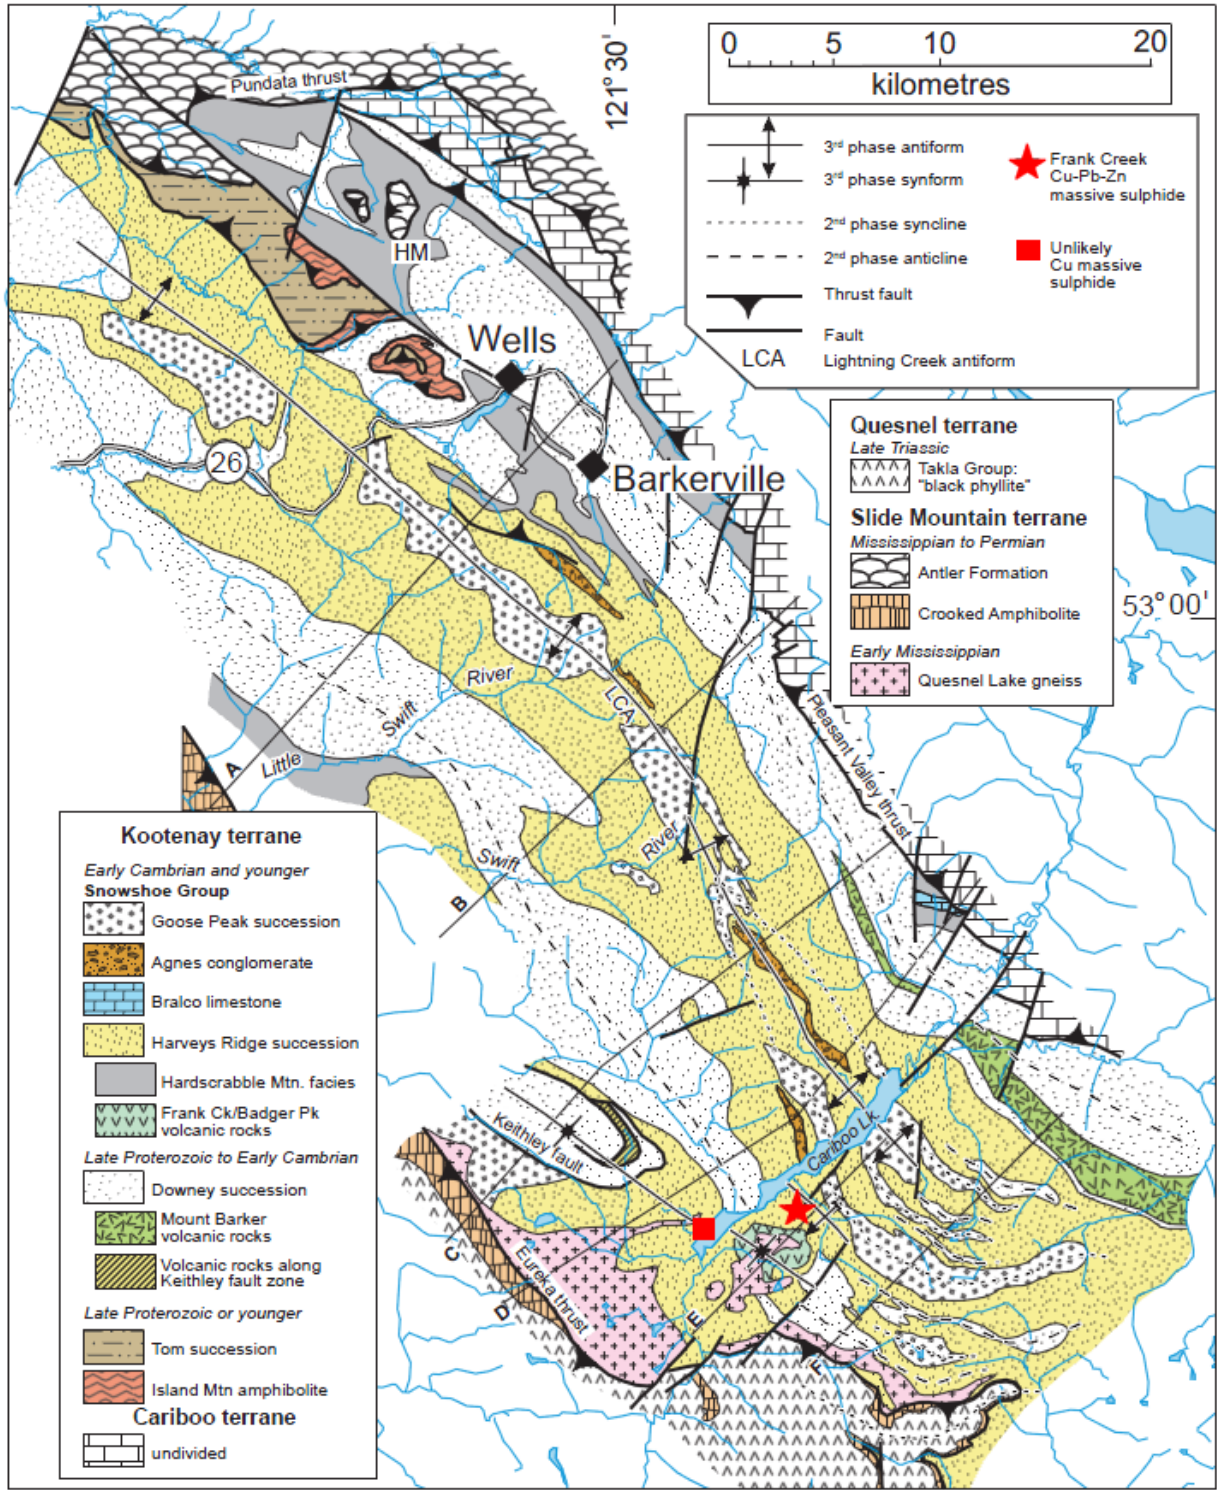 Pundata thrust
121° 30'
0 5 10 20
kilometres
3rd phase antiform
3rd phase synform
2nd phase syncline
2nd phase anticline
Thrust fault
Fault
LCA Lightning Creek antiform
Frank Creek
Cu-Pb-Zn
massive sulphide
Unlikely
Cu massive
sulphide
HM
Wells
26
Barkerville
Quesnel terrane
Late Triassic
Takla Group:
"black phyllite"
Slide Mountain terrane
Mississippian to Permian
Antler Formation
Crooked Amphibolite
Early Mississippian
Quesnel Lake gneiss
53° 00'
River
LCA
Swift
Little
A
Pleasant Valley thrust
River
Swift
B
Kootenay terrane
Early Cambrian and younger
Snowshoe Group
Goose Peak succession
Agnes conglomerate
Bralco limestone
Harveys Ridge succession
Hardscrabble Mtn. facies
Frank Ck/Badger Pk
volcanic rocks
Late Proterozoic to Early Cambrian
Downey succession
Mount Barker
volcanic rocks
Volcanic rocks along
Keithley fault zone
Late Proterozoic or younger
Tom succession
Island Mtn amphibolite
Cariboo terrane
undivided
Keithley fault
Cariboo Lk.
C
Eureka thrust
D
E
F